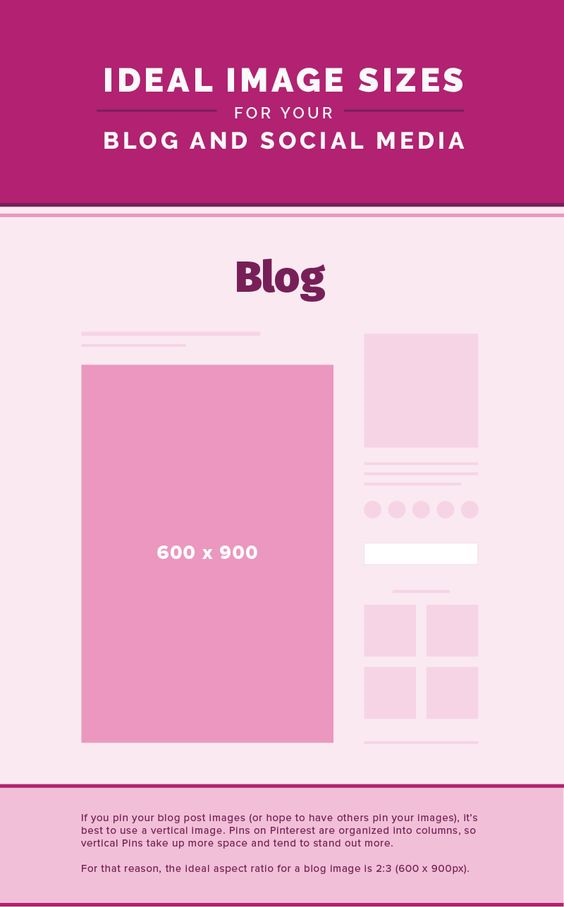 IDEAL IMAGE SIZES
FOR YOUR
BLOG AND SOCIAL MEDIA
Blog
600 x 900
If you pin your blog post images (or hope to have others pin your images), it's
best to use a vertical image. Pins on Pinterest are organized into columns, so
vertical Pins take up more space and tend to stand out more.
For that reason, the ideal aspect ratio for a blog image is 2:3 (600 x 900px).